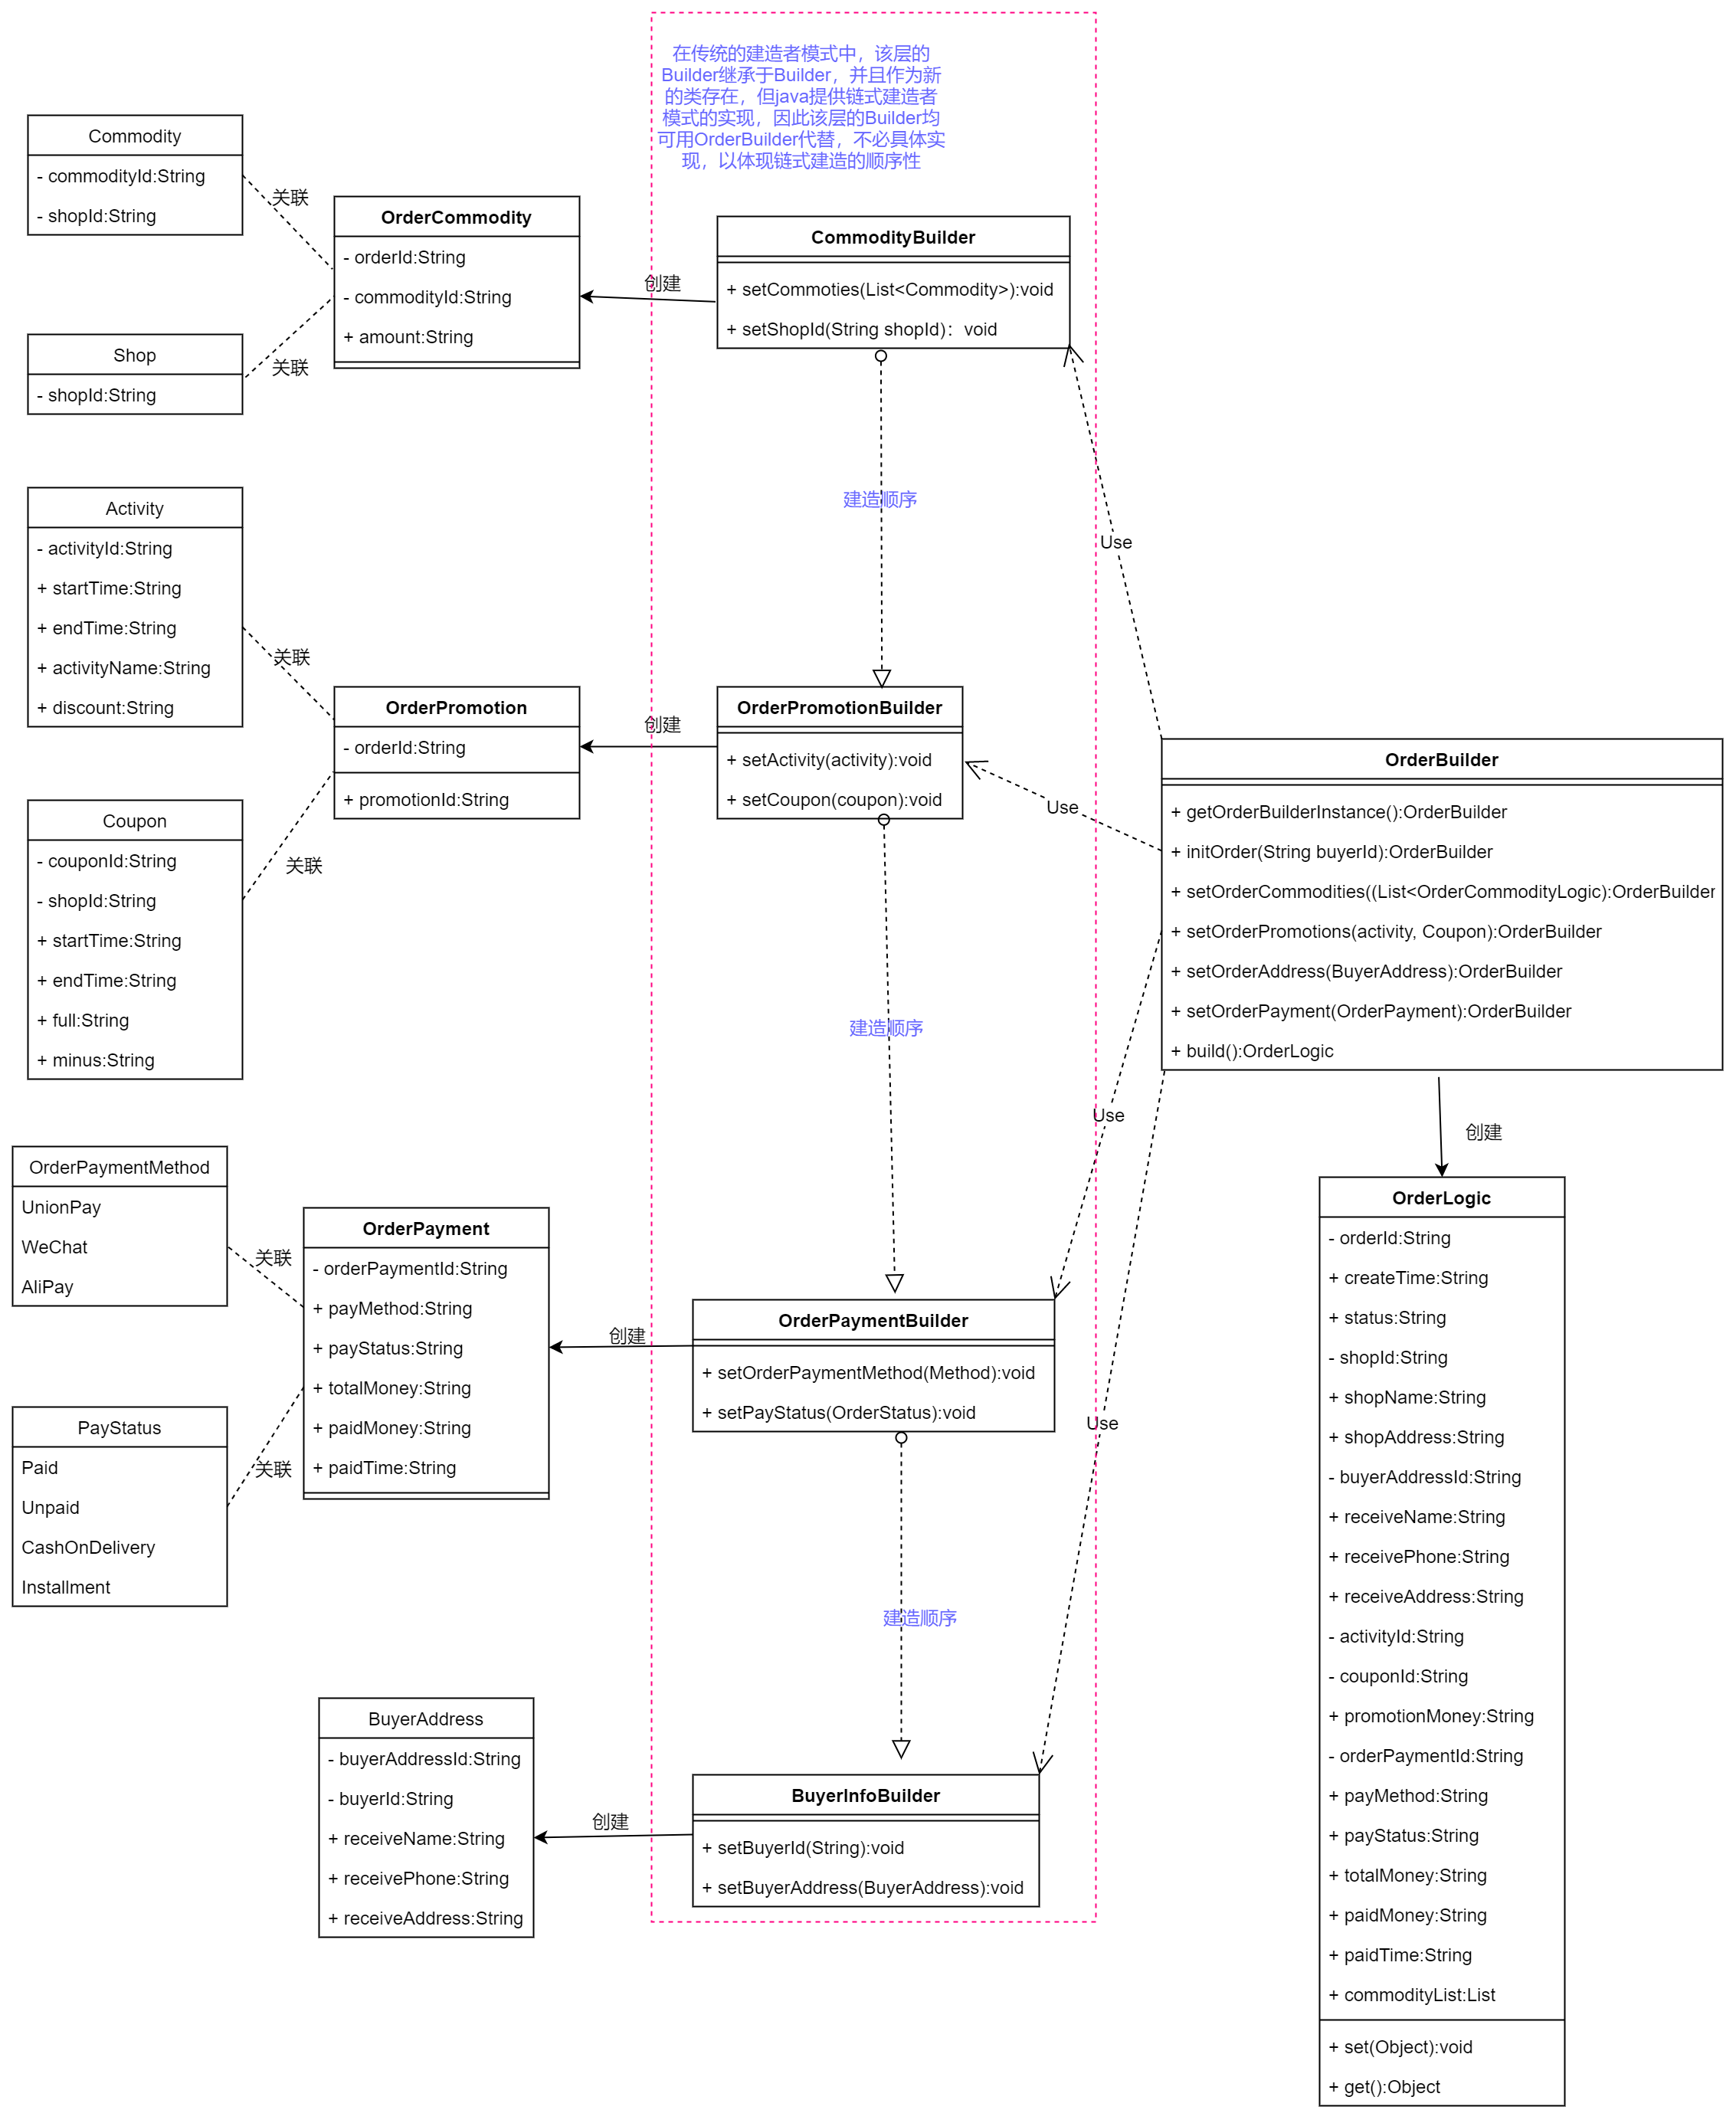 在传统的建造者模式中，该层的
Builder继承于Builder，并且作为新
的类存在，但java提供链式建造者
模式的实现，因此该层的Builder均
可用OrderBuilder代替，不必具体实
现，以体现链式建造的顺序性
Commodity
- commodityId:String
- shopId:String
关联
Shop
- shopId:String
关联
OrderCommodity
- orderId:String
- commodityId:String
+ amount:String
创建
CommodityBuilder
+ setCommoties(List<Commodity>):void
+ setShopId(String shopId)：void
建造顺序
Use
Activity
- activityId:String
+ startTime:String
+ endTime:String
+ activityName:String
+ discount:String
关联
Coupon
- couponId:String
- shopId:String
+ startTime:String
+ endTime:String
+ full:String
+ minus:String
关联
OrderPromotion
- orderId:String
+ promotionId:String
创建
OrderPromotionBuilder
+ setActivity(activity):void
+ setCoupon(coupon):void
Use
建造顺序
OrderBuilder
+ getOrderBuilderInstance():OrderBuilder
+ initOrder(String buyerId):OrderBuilder
+ setOrderCommodities((List<OrderCommodityLogic):OrderBuilder
+ setOrderPromotions(activity, Coupon):OrderBuilder
+ setOrderAddress(BuyerAddress):OrderBuilder
+ setOrderPayment(OrderPayment):OrderBuilder
+ build():OrderLogic
Use
创建
OrderPaymentMethod
UnionPay
WeChat
AliPay
关联
PayStatus
Paid
Unpaid
CashOnDelivery
Installment
关联
OrderPayment
- orderPaymentId:String
+ payMethod:String
+ payStatus:String
+ totalMoney:String
+ paidMoney:String
+ paidTime:String
创建
OrderPaymentBuilder
+ setOrderPaymentMethod(Method):void
+ setPayStatus(OrderStatus):void
Use
建造顺序
BuyerAddress
- buyerAddressId:String
- buyerId:String
+ receiveName:String
+ receivePhone:String
+ receiveAddress:String
创建
BuyerInfoBuilder
+ setBuyerId(String):void
+ setBuyerAddress(BuyerAddress):void
OrderLogic
- orderId:String
+ createTime:String
+ status:String
- shopId:String
+ shopName:String
+ shopAddress:String
- buyerAddressId:String
+ receiveName:String
+ receivePhone:String
+ receiveAddress:String
- activityId:String
- couponId:String
+ promotionMoney:String
- orderPaymentId:String
+ payMethod:String
+ payStatus:String
+ totalMoney:String
+ paidMoney:String
+ paidTime:String
+ commodityList:List
+ set(Object):void
+ get():Object